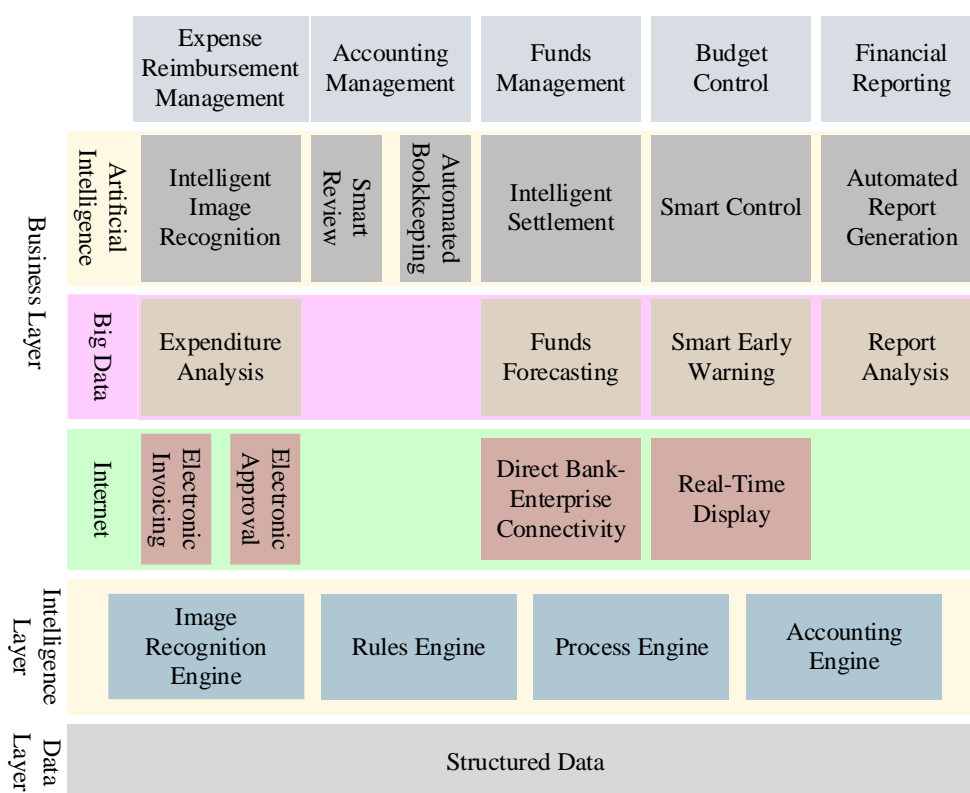 Expense
Reimbursement
Management
Accounting
Management
Funds
Management
Budget
Control
Financial
Reporting
Business Layer
Artificial
Intelligence
Intelligent
Image
Recognition
Smart
Review
Automated
Bookkeeping
Intelligent
Settlement
Smart Control
Automated
Report
Generation
Big Data
Expenditure
Analysis
Funds
Forecasting
Smart Early
Warning
Report
Analysis
Internet
Electronic
Invoicing
Electronic
Approval
Direct Bank-
Enterprise
Connectivity
Real-Time
Display
Intelligence
Layer
Image
Recognition
Engine
Rules Engine
Process Engine
Accounting
Engine
Data
Layer
Structured Data